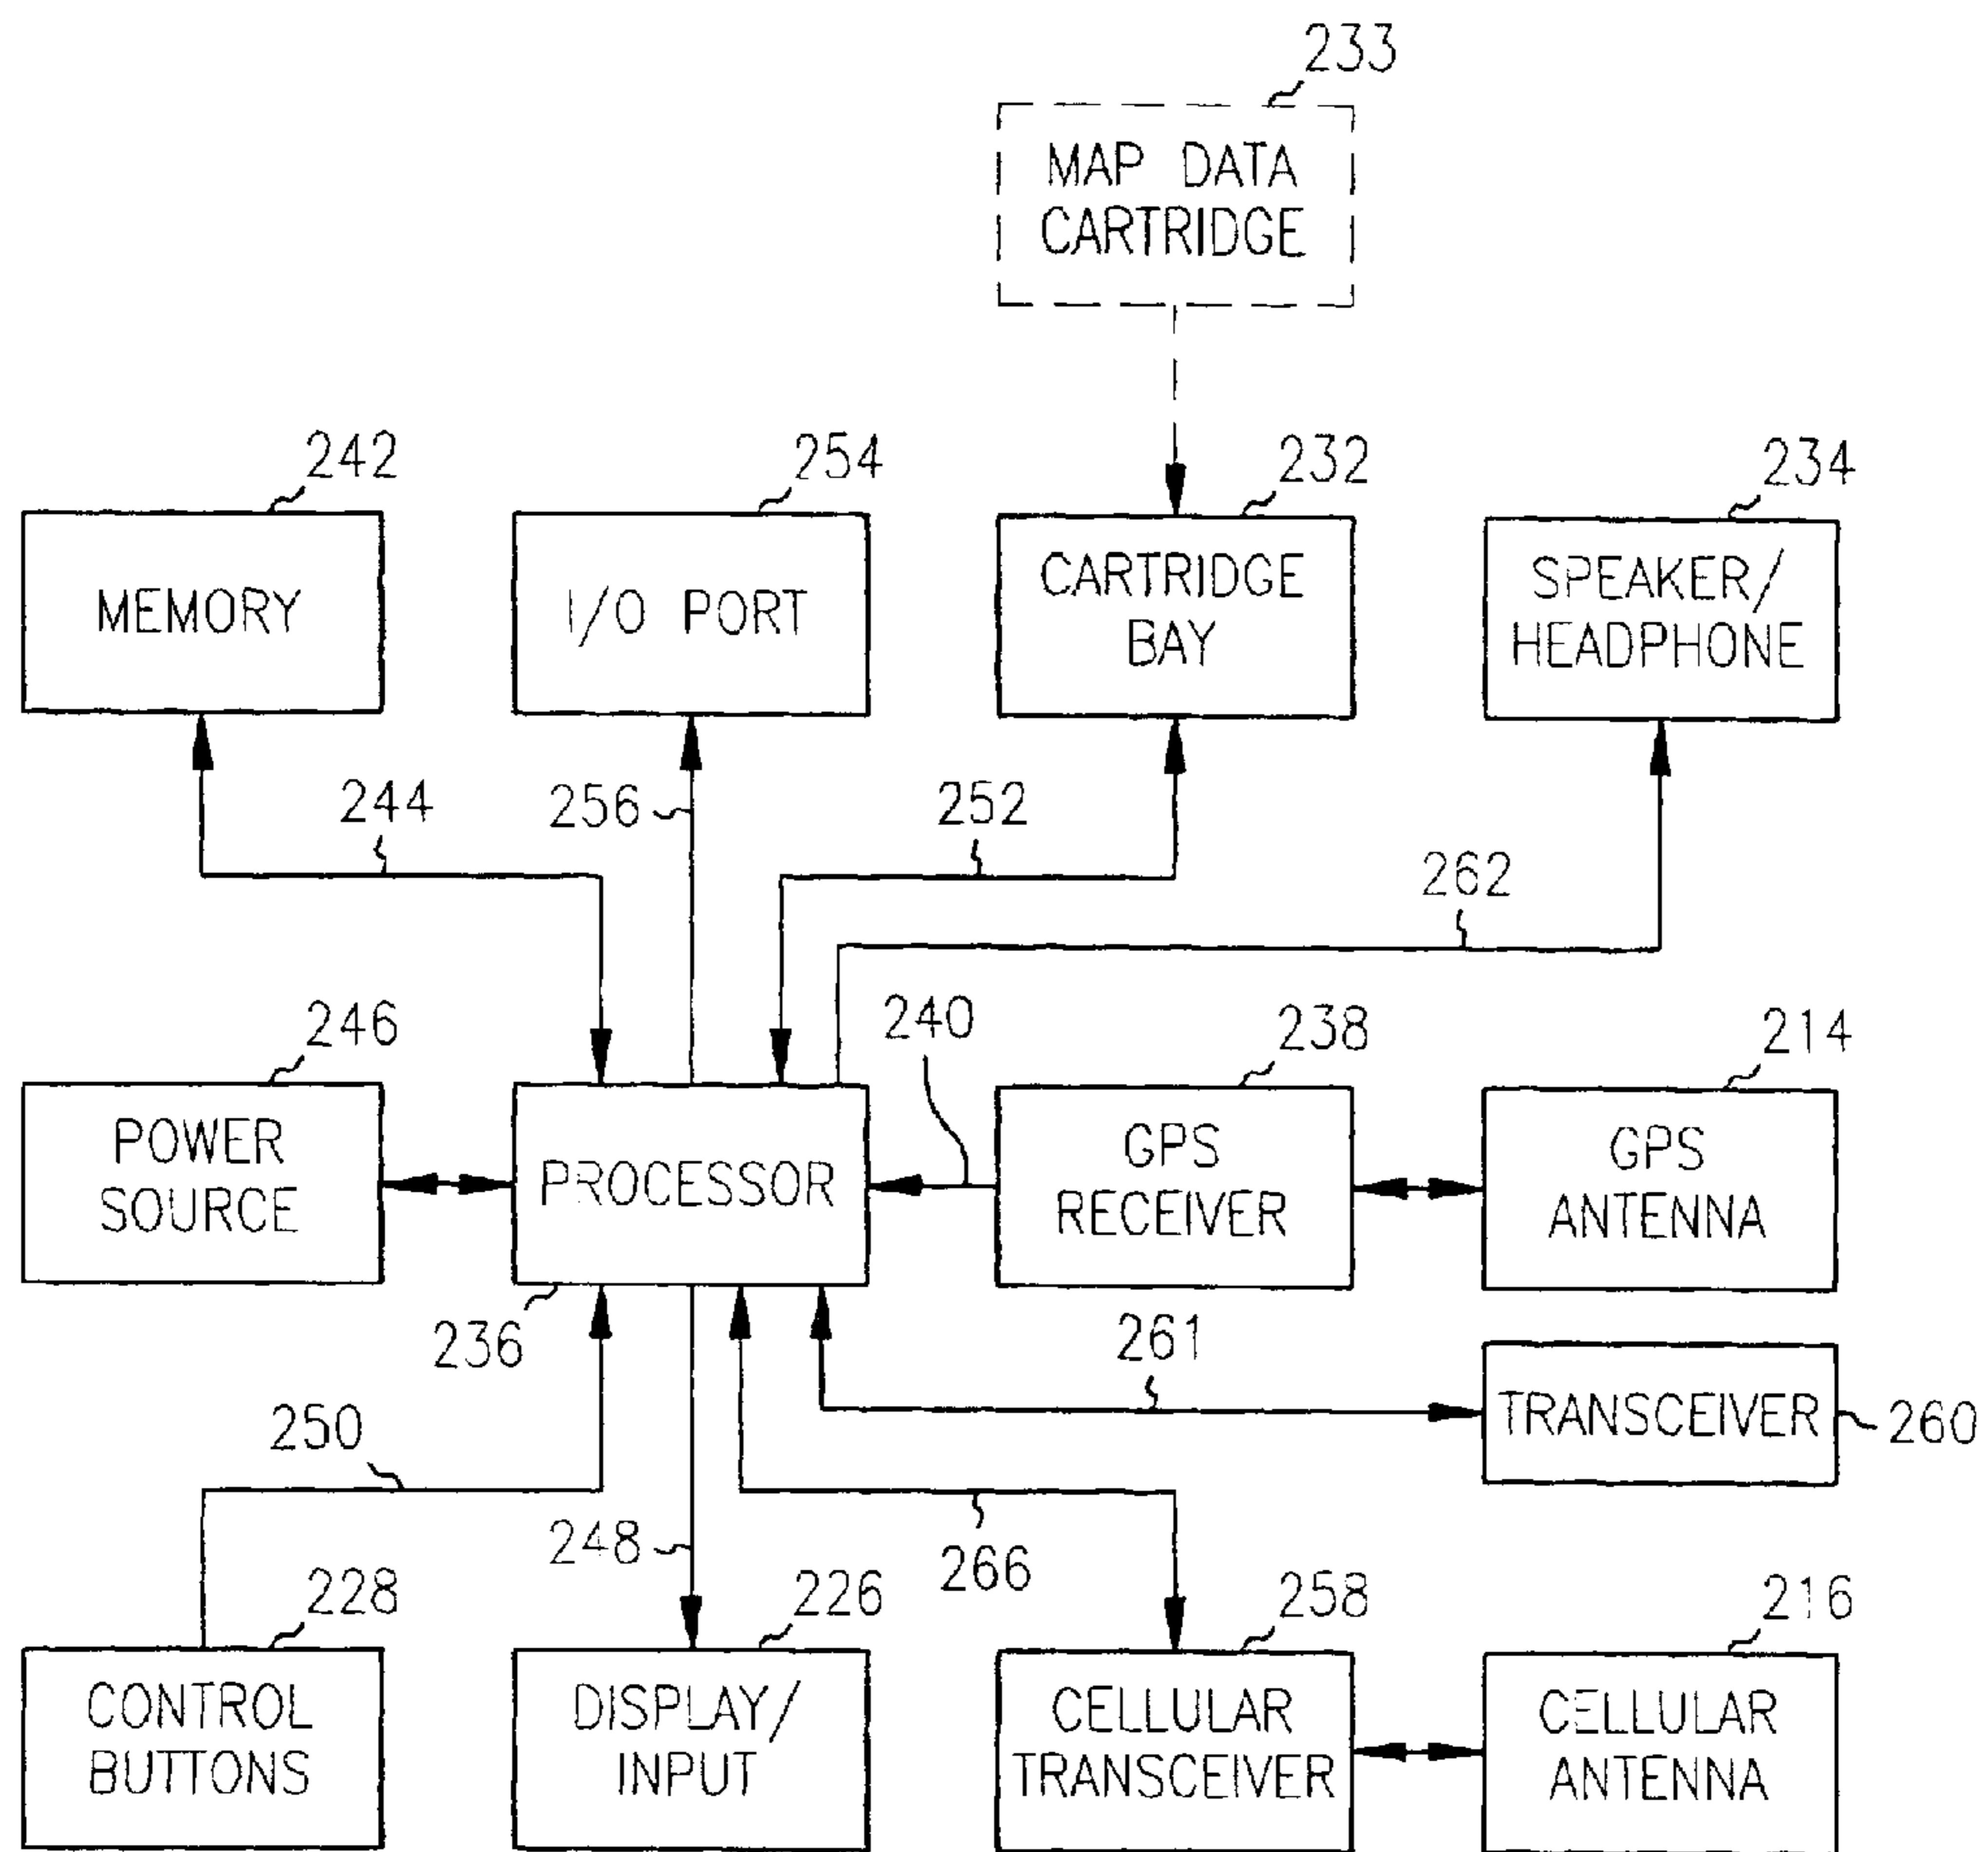 233
MAP DATA
CARTRIDGE
242
254
232
234
MEMORY
I/O PORT
CARTRIDGE
BAY
SPEAKER/
HEADPHONE
244
256
252
262
246
240
238
214
POWER
SOURCE
PROCESSOR
GPS
RECEIVER
GPS
ANTENNA
236
261
TRANSCEIVER
260
250
248
266
228
226
258
216
CONTROL
BUTTONS
DISPLAY/
INPUT
CELLULAR
TRANSCEIVER
CELLULAR
ANTENNA